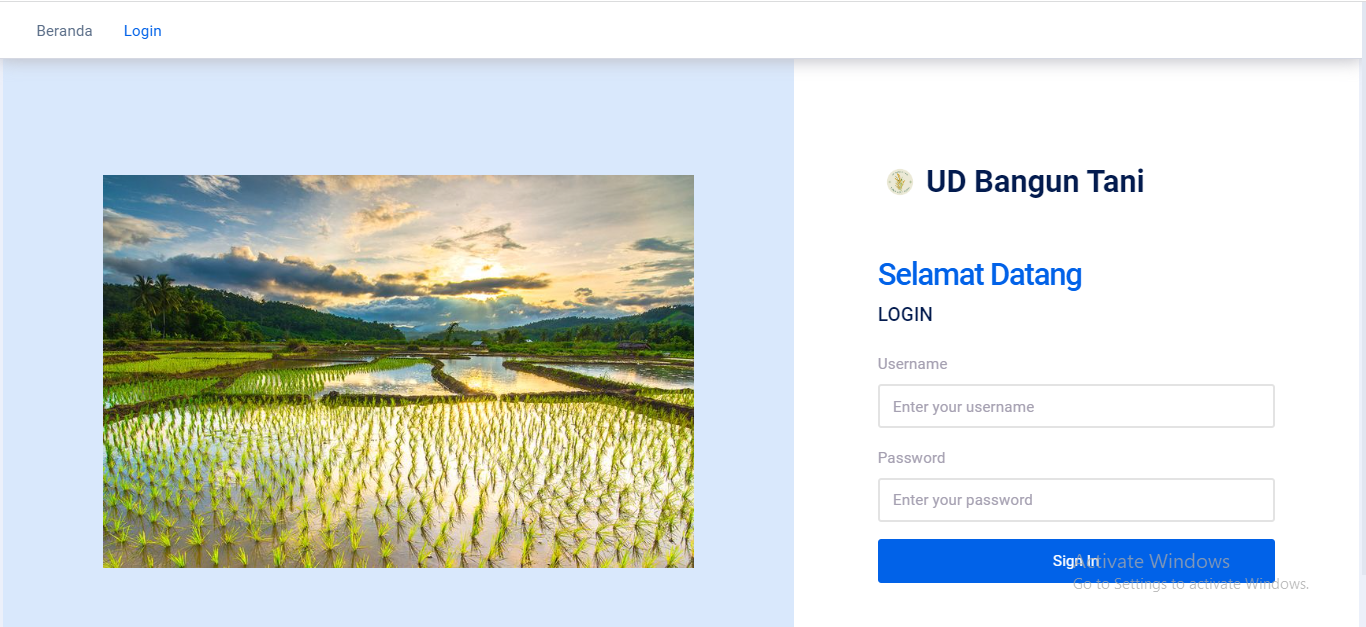 Beranda Login
UD Bangun Tani
Selamat Datang
LOGIN
Username
Enter your username
Password
Enter your password
Sign In
Activate Windows
Go to Settings to activate Windows.